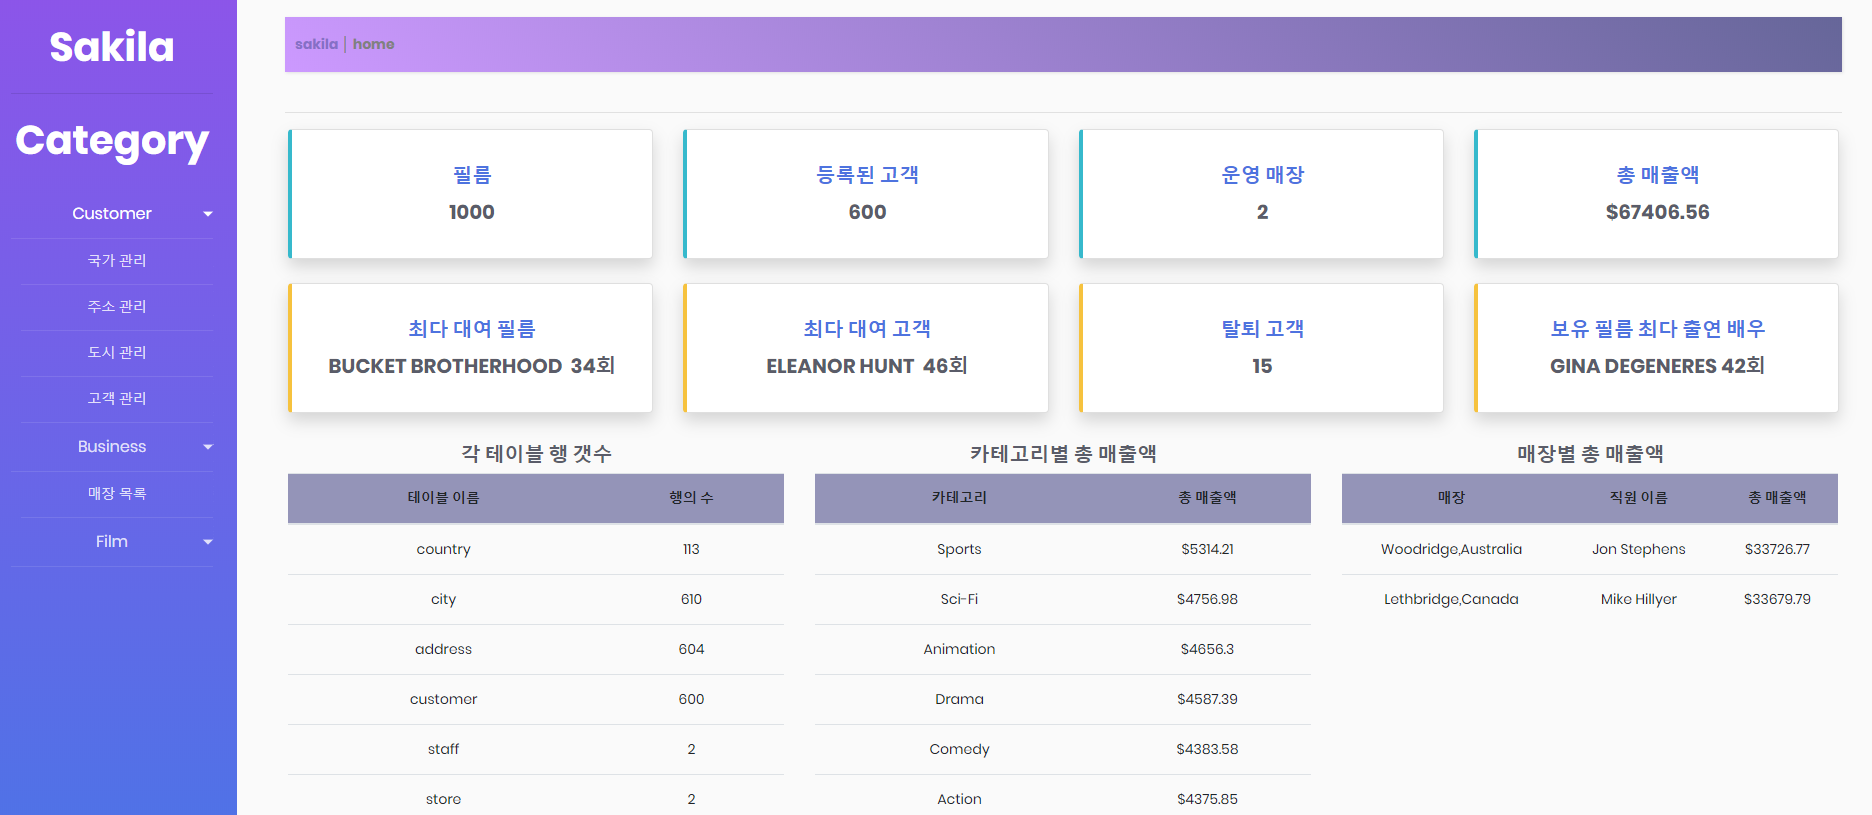 Sakila
Category
Customer
국가 관리
주소 관리
도시 관리
고객 관리
Business
매장 목록
Film
sakila | home
필름
1000
등록된 고객
600
운영 매장
2
총 매출액
$67406.56
최다 대여 필름
BUCKET BROTHERHOOD 34회
최다 대여 고객
ELEANOR HUNT 46회
탈퇴 고객
15
보유 필름 최다 출연 배우
GINA DEGENERES 42회
각 테이블 행 갯수
테이블 이름 행의 수
country 113
city 610
address 604
customer 600
staff 2
store 2
카테고리별 총 매출액
카테고리 총 매출액
Sports $5314.21
Sci-Fi $4756.98
Animation $4656.3
Drama $4587.39
Comedy $4383.58
Action $4375.85
매장별 총 매출액
매장 직원 이름 총 매출액
Woodridge,Australia Jon Stephens $33726.77
Lethbridge,Canada Mike Hillyer $33679.79